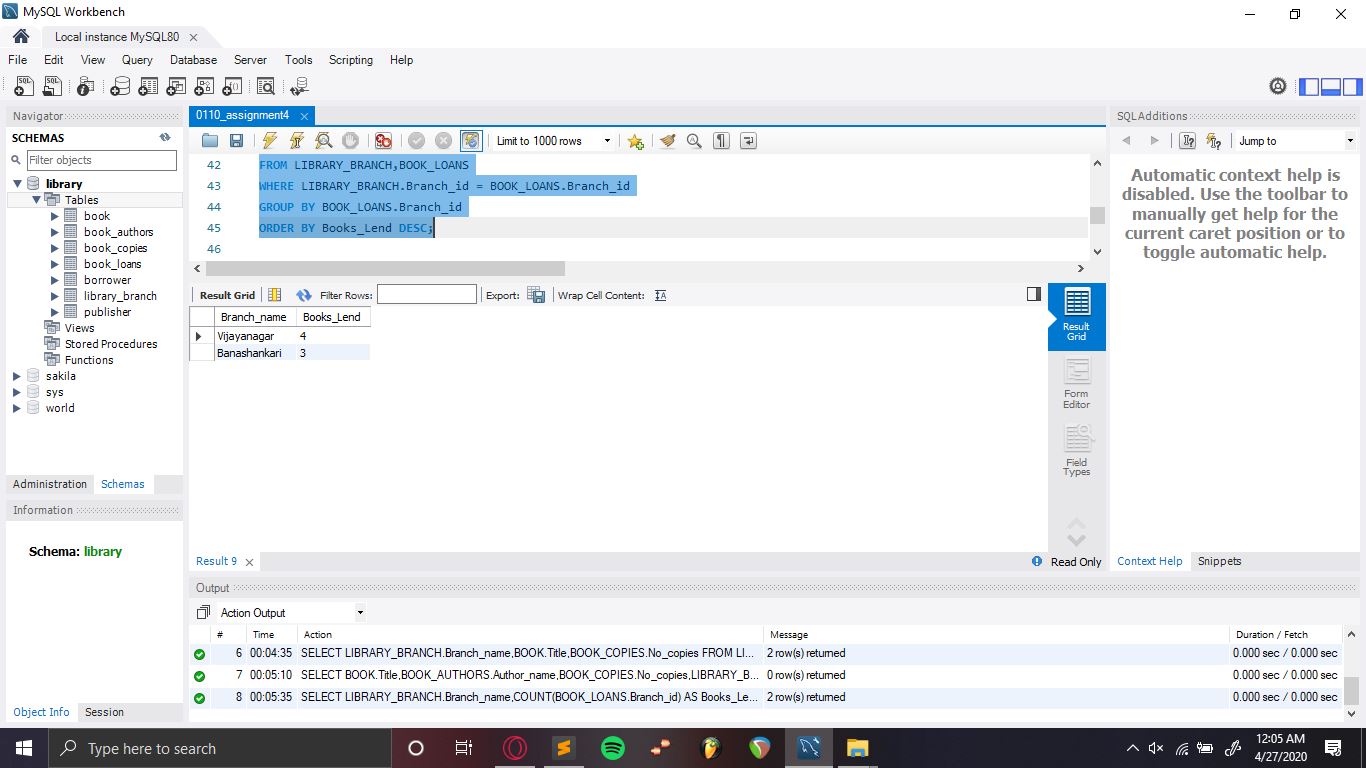 MySQL Workbench
Local instance MySQL80
File Edit View Query Database Server Tools Scripting Help
Navigator
SCHEMAS
Filter objects
library
Tables
book
book_authors
book_copies
book_loans
borrower
library_branch
publisher
Views
Stored Procedures
Functions
sakila
sys
world
Administration Schemas
Information
Schema: library
Object Info Session
0110_assignment4
Limit to 1000 rows
42 FROM LIBRARY_BRANCH,BOOK_LOANS
43 WHERE LIBRARY_BRANCH.Branch_id = BOOK_LOANS.Branch_id
44 GROUP BY BOOK_LOANS.Branch_id
45 ORDER BY Books_Lend DESC;
46
Result Grid Filter Rows: Export: Wrap Cell Content:
Branch_name Books_Lend
Vijayanagar 4
Banashankari 3
Result
Grid
Form
Editor
Field
Types
Result 9
Read Only
SQLAdditions
Jump to
Automatic context help is
disabled. Use the toolbar to
manually get help for the
current caret position or to
toggle automatic help.
Context Help Snippets
Output
Action Output
# Time Action Message Duration / Fetch
6 00:04:35 SELECT LIBRARY_BRANCH.Branch_name,BOOK.Title,BOOK_COPIES.No_copies FROM LI... 2 row(s) returned 0.000 sec / 0.000 sec
7 00:05:10 SELECT BOOK.Title,BOOK_AUTHORS.Author_name,BOOK_COPIES.No_copies,LIBRARY_B... 0 row(s) returned 0.000 sec / 0.000 sec
8 00:05:35 SELECT LIBRARY_BRANCH.Branch_name,COUNT(BOOK_LOANS.Branch_id) AS Books_Le... 2 row(s) returned 0.000 sec / 0.000 sec
Type here to search
12:05 AM
4/27/2020